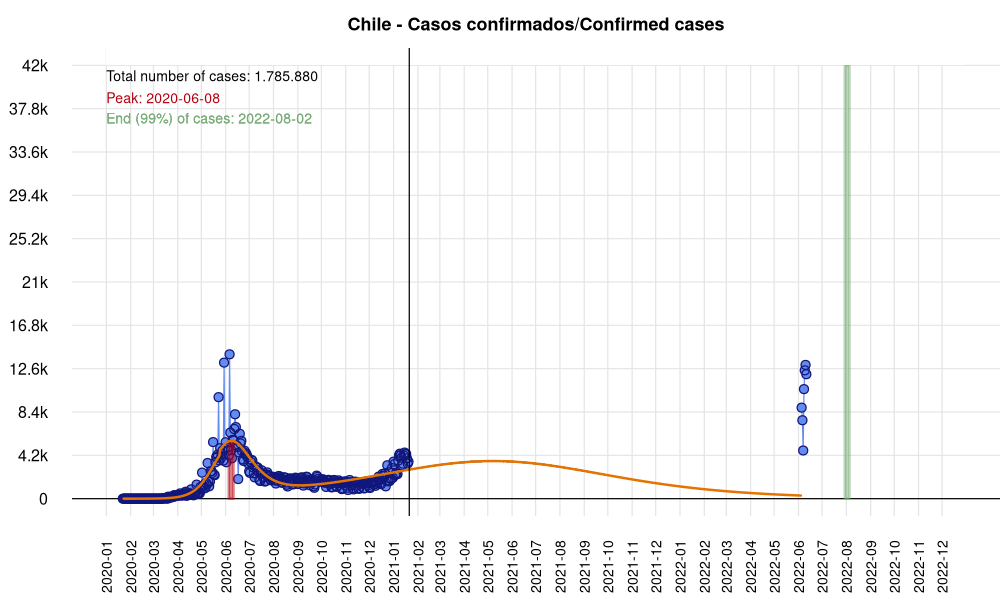 Chile - Casos confirmados/Confirmed cases
Total number of cases: 1.785.880
Peak: 2020-06-08
End (99%) of cases: 2022-08-02
42k
37.8k
33.6k
29.4k
25.2k
21k
16.8k
12.6k
8.4k
4.2k
0
2020-01
2020-02
2020-03
2020-04
2020-05
2020-06
2020-07
2020-08
2020-09
2020-10
2020-11
2020-12
2021-01
2021-02
2021-03
2021-04
2021-05
2021-06
2021-07
2021-08
2021-09
2021-10
2021-11
2021-12
2022-01
2022-02
2022-03
2022-04
2022-05
2022-06
2022-07
2022-08
2022-09
2022-10
2022-11
2022-12